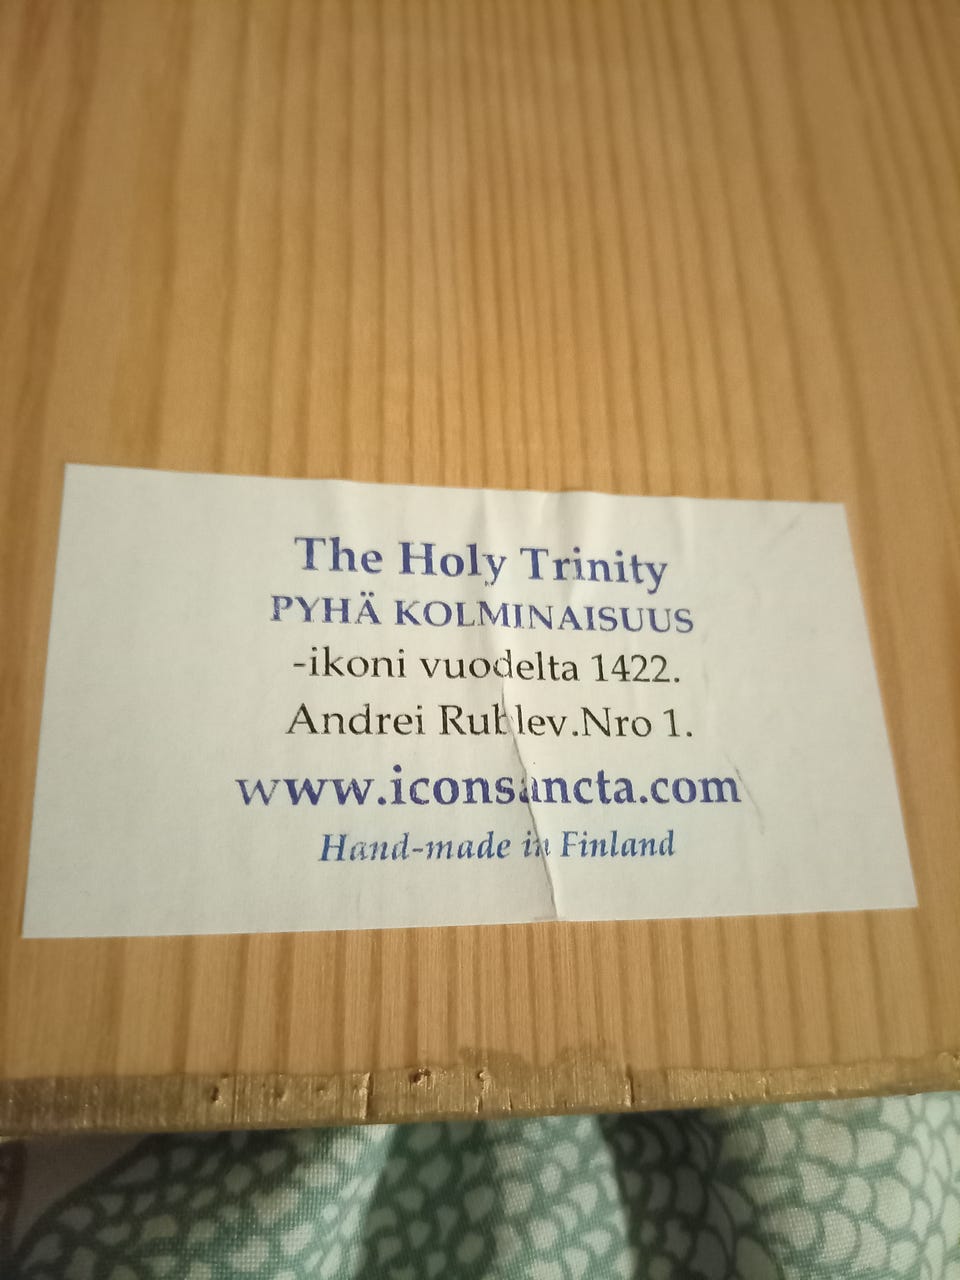 The Holy Trinity
PYHÄ KOLMINAISUUS
-ikoni vuodelta 1422.
Andrei Rublev.Nro 1.
www.iconsancta.com
Hand-made in Finland